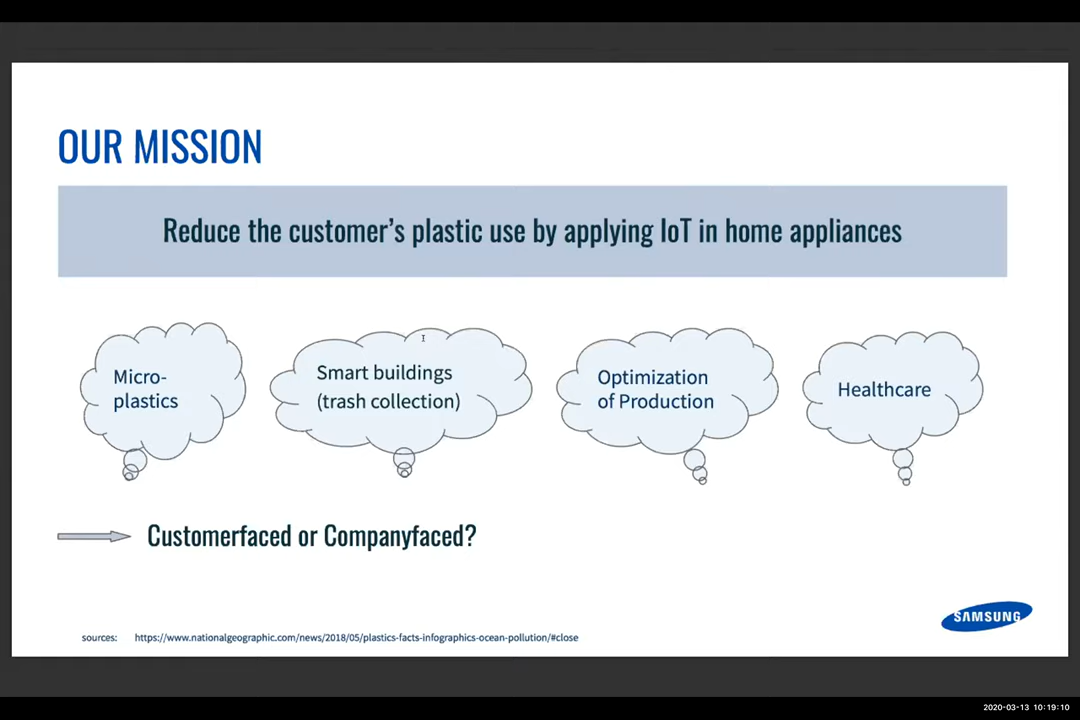 OUR MISSION
Reduce the customer’s plastic use by applying IoT in home appliances
Micro-
plastics
Smart buildings
(trash collection)
Optimization
of Production
Healthcare
Customerfaced or Companyfaced?
SAMSUNG
sources: https://www.nationalgeographic.com/news/2018/05/plastics-facts-infographics-ocean-pollution/#close
2020-03-13 10:19:10